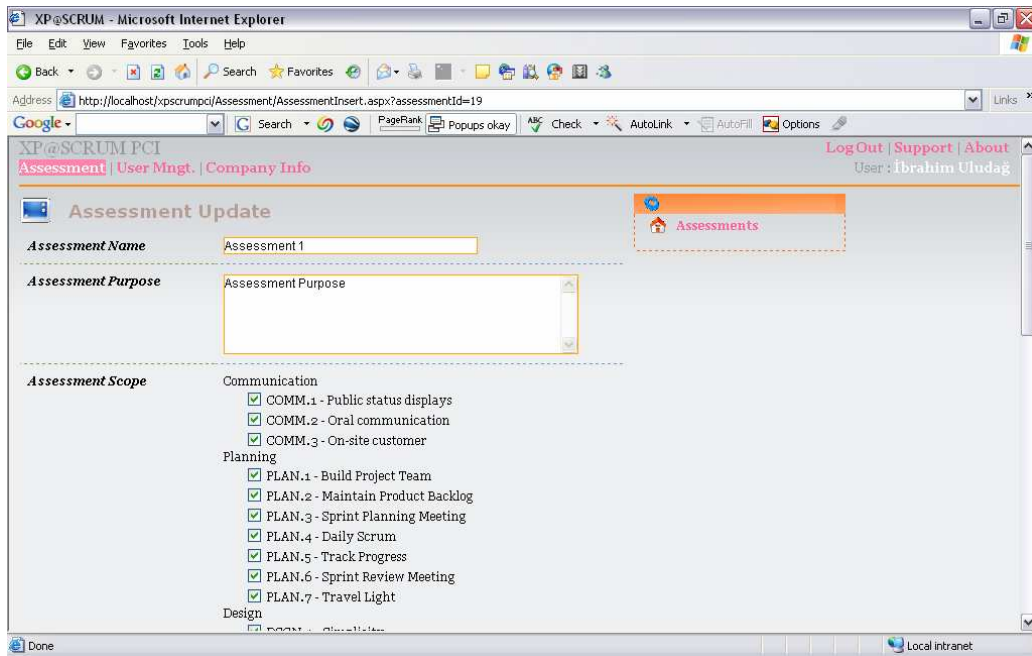 XP@SCRUM - Microsoft Internet Explorer
File Edit View Favorites Tools Help
Back Search Favorites
Address http://localhost/xpscrumpci/Assessment/AssessmentInsert.aspx?assessmentId=19 Links »
Google Search PageRank Popups okay ABC Check AutoLink AutoFill Options
XP@SCRUM PCI LogOut | Support | About
Assessment | User Mngt. | Company Info User : İbrahim Uludağ
Assessment Update
Assessments
Assessment Name Assessment 1
Assessment Purpose Assessment Purpose
Assessment Scope Communication
COMM.1 - Public status displays
COMM.2 - Oral communication
COMM.3 - On-site customer
Planning
PLAN.1 - Build Project Team
PLAN.2 - Maintain Product Backlog
PLAN.3 - Sprint Planning Meeting
PLAN.4 - Daily Scrum
PLAN.5 - Track Progress
PLAN.6 - Sprint Review Meeting
PLAN.7 - Travel Light
Design
Done Local intranet